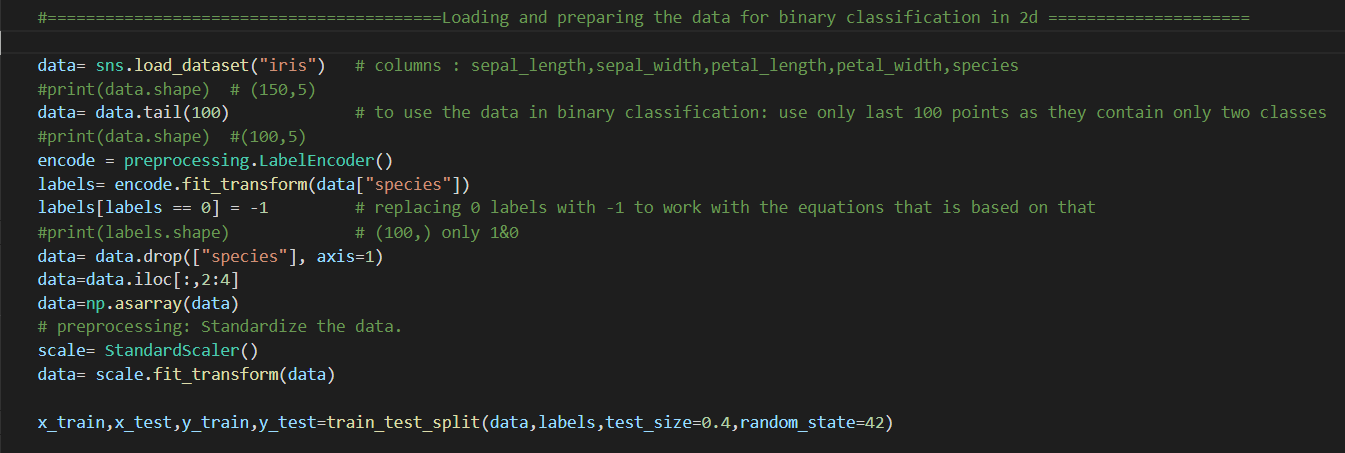 #=========================================Loading and preparing the data for binary classification in 2d =====================
data= sns.load_dataset("iris")   # columns : sepal_length,sepal_width,petal_length,petal_width,species
#print(data.shape)  # (150,5)
data= data.tail(100)             # to use the data in binary classification: use only last 100 points as they contain only two classes
#print(data.shape)  #(100,5)
encode = preprocessing.LabelEncoder()
labels= encode.fit_transform(data["species"])
labels[labels == 0] = -1         # replacing 0 labels with -1 to work with the equations that is based on that
#print(labels.shape)             # (100,) only 1&0
data= data.drop(["species"], axis=1)
data=data.iloc[:,2:4]
data=np.asarray(data)
# preprocessing: Standardize the data.
scale= StandardScaler()
data= scale.fit_transform(data)
x_train,x_test,y_train,y_test=train_test_split(data,labels,test_size=0.4,random_state=42)